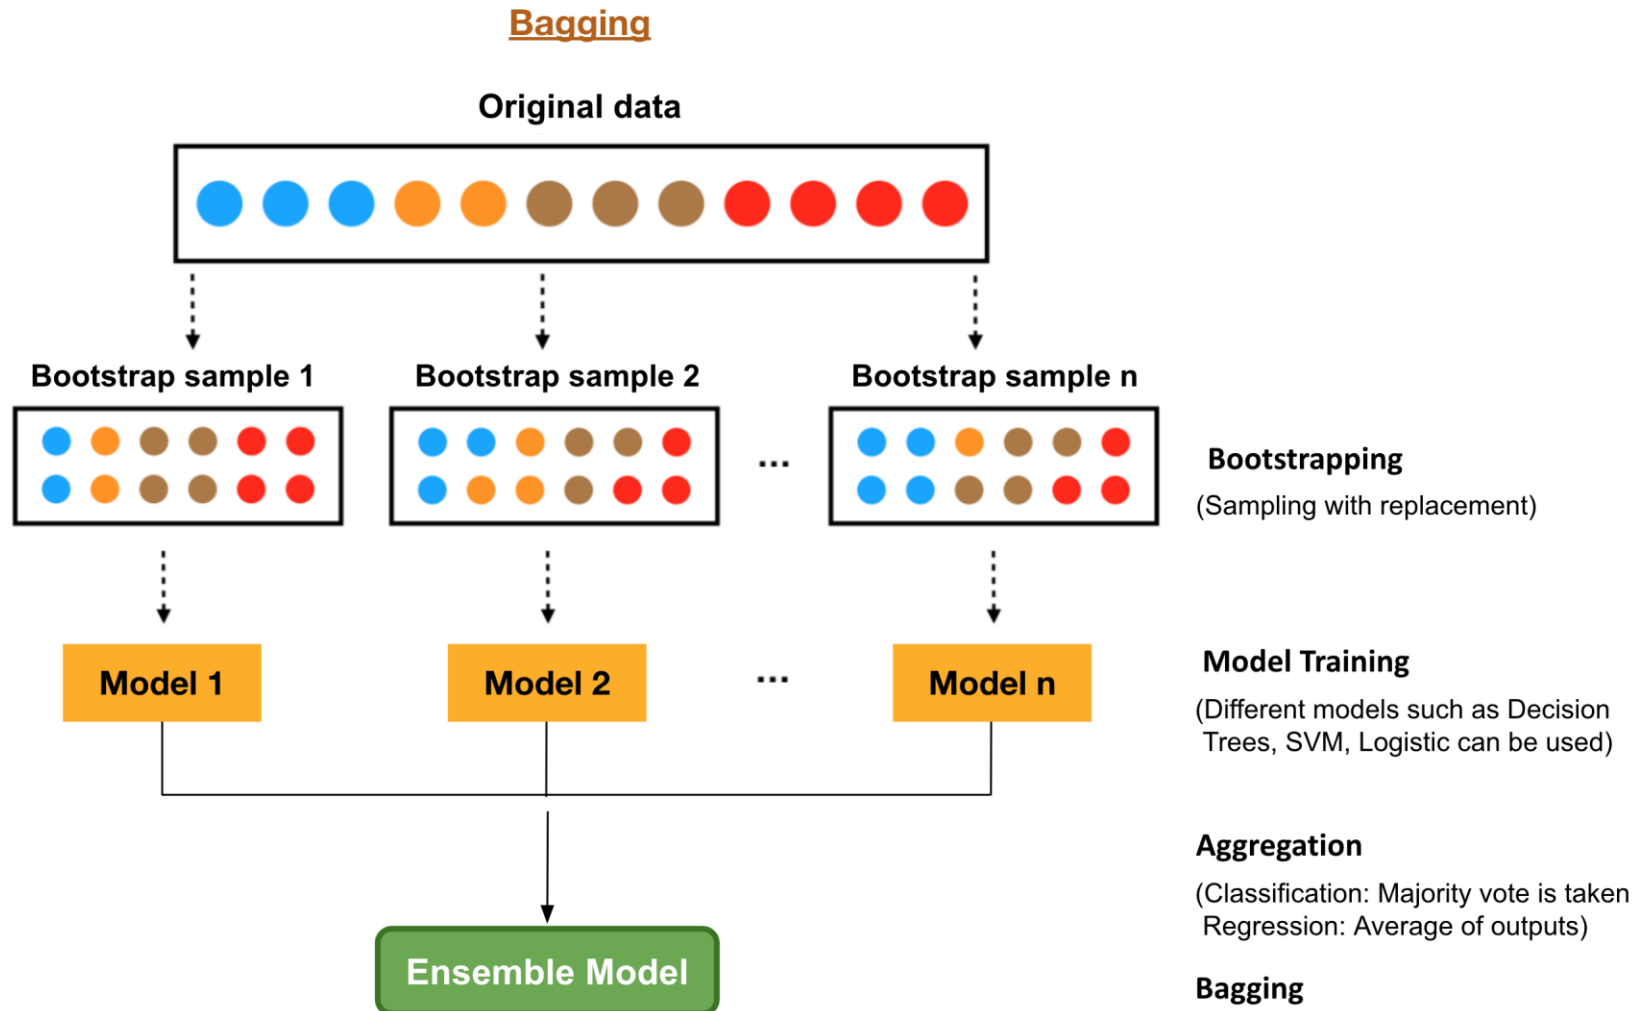 Bagging
Original data
Bootstrap sample 1
Bootstrap sample 2
Bootstrap sample n
...
Bootstrapping
(Sampling with replacement)
Model 1
Model 2
...
Model n
Model Training
(Different models such as Decision
Trees, SVM, Logistic can be used)
Aggregation
(Classification: Majority vote is taken
Regression: Average of outputs)
Ensemble Model
Bagging